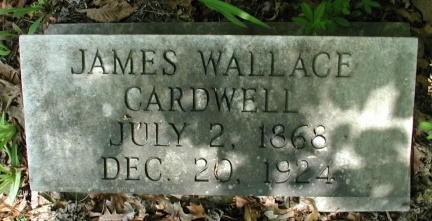 JAMES WALLACE
CARDWELL
JULY 2, 1868
DEC. 20, 1924